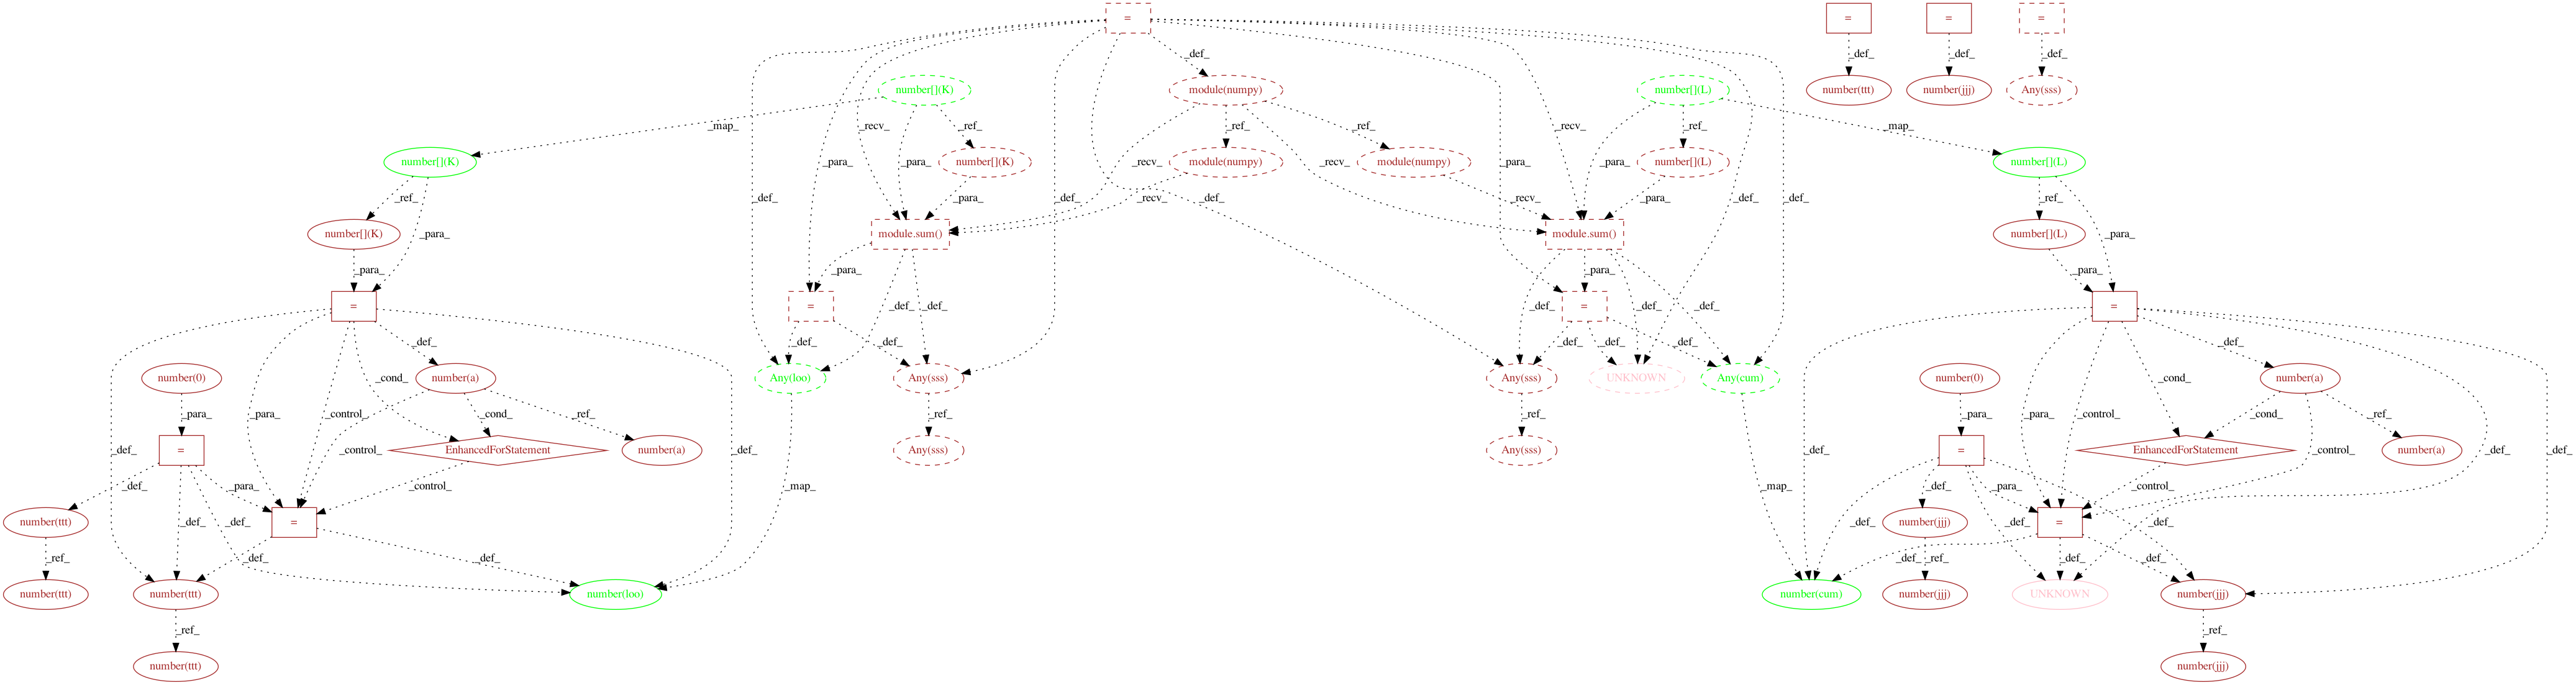 = = = =
_def_ _def_ _def_ _def_
number[](K) module(numpy) number[](L) number(ttt) number(jjj) Any(sss)
_map_ _recv_ _para_ _ref_ _ref_ _ref_ _recv_ _para_ _ref_ _map_
number[](K) number[](K) module(numpy) module(numpy) number[](L) number[](L)
_ref_ _def_ _para_ _para_ _recv_ _recv_ _def_ _def_ _recv_ _recv_ _para_ _para_ _def_ _def_ _ref_
number[](K) _para_ module.sum() module.sum() number[](L) _para_
_para_ _para_ _para_ _para_
= = = =
_def_ _def_ _def_ _def_ _def_ _def_ _def_ _def_ _def_ _def_
number(0) number(a) _cond_ Any(loo) Any(sss) Any(sss) UNKNOWN Any(cum) number(0) number(a) _cond_
_para_ _para_ _control_ _cond_ _ref_ _ref_ _ref_ _para_ _para_ _control_ _cond_ _ref_
= _def_ _control_ EnhancedForStatement number(a) _def_ Any(sss) Any(sss) _def_ = EnhancedForStatement _control_ number(a) _def_ _def_
_def_ _para_ _control_ _map_ _map_ _def_ _para_ _control_
number(ttt) _def_ _def_ = _def_ number(jjj) _def_ = _def_
_ref_ _def_ _def_ _def_ _ref_ _def_ _def_
number(ttt) number(ttt) number(loo) number(cum) number(jjj) UNKNOWN number(jjj)
_ref_ _ref_
number(ttt) number(jjj)